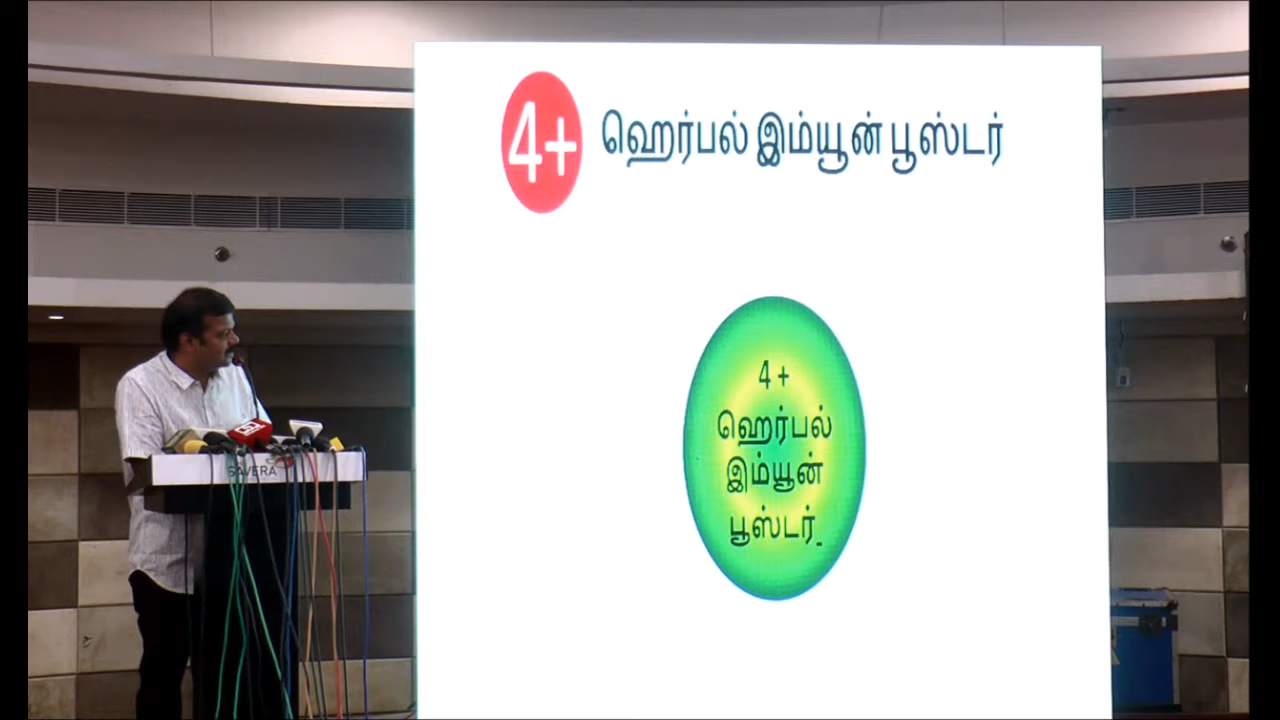 4+ ஹெர்பல் இம்யூன் பூஸ்டர்
4 +
ஹெர்பல்
இம்யூன்
பூஸ்டர்
SAVERA